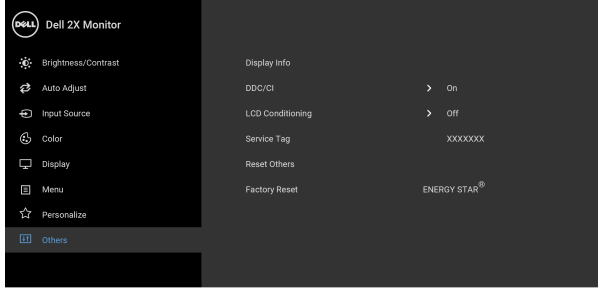 DELL Dell 2X Monitor
Brightness/Contrast Display Info
Auto Adjust DDC/CI > On
Input Source LCD Conditioning > Off
Color Service Tag XXXXXXX
Display Reset Others
Menu Factory Reset ENERGY STAR®
Personalize
Others